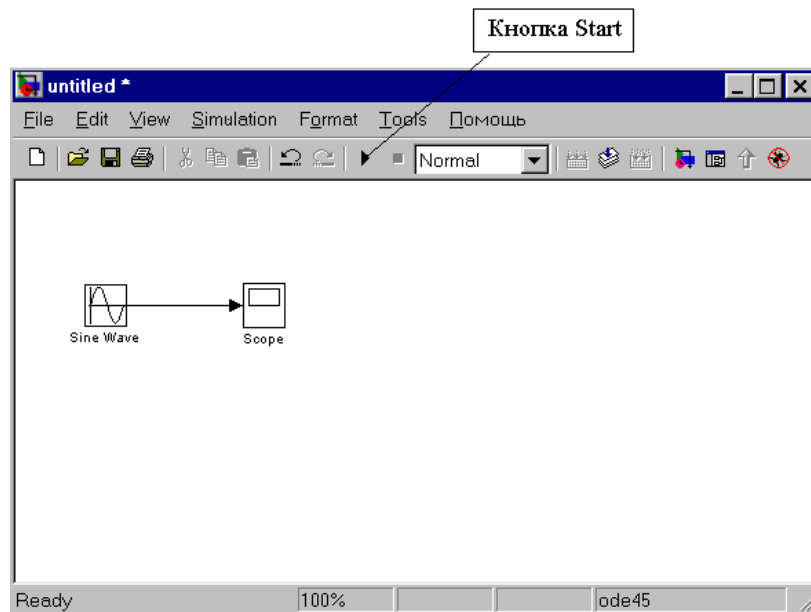 Кнопка Start
untitled *
File Edit View Simulation Format Tools Помощь
Normal
Sine Wave
Scope
Ready 100% ode45